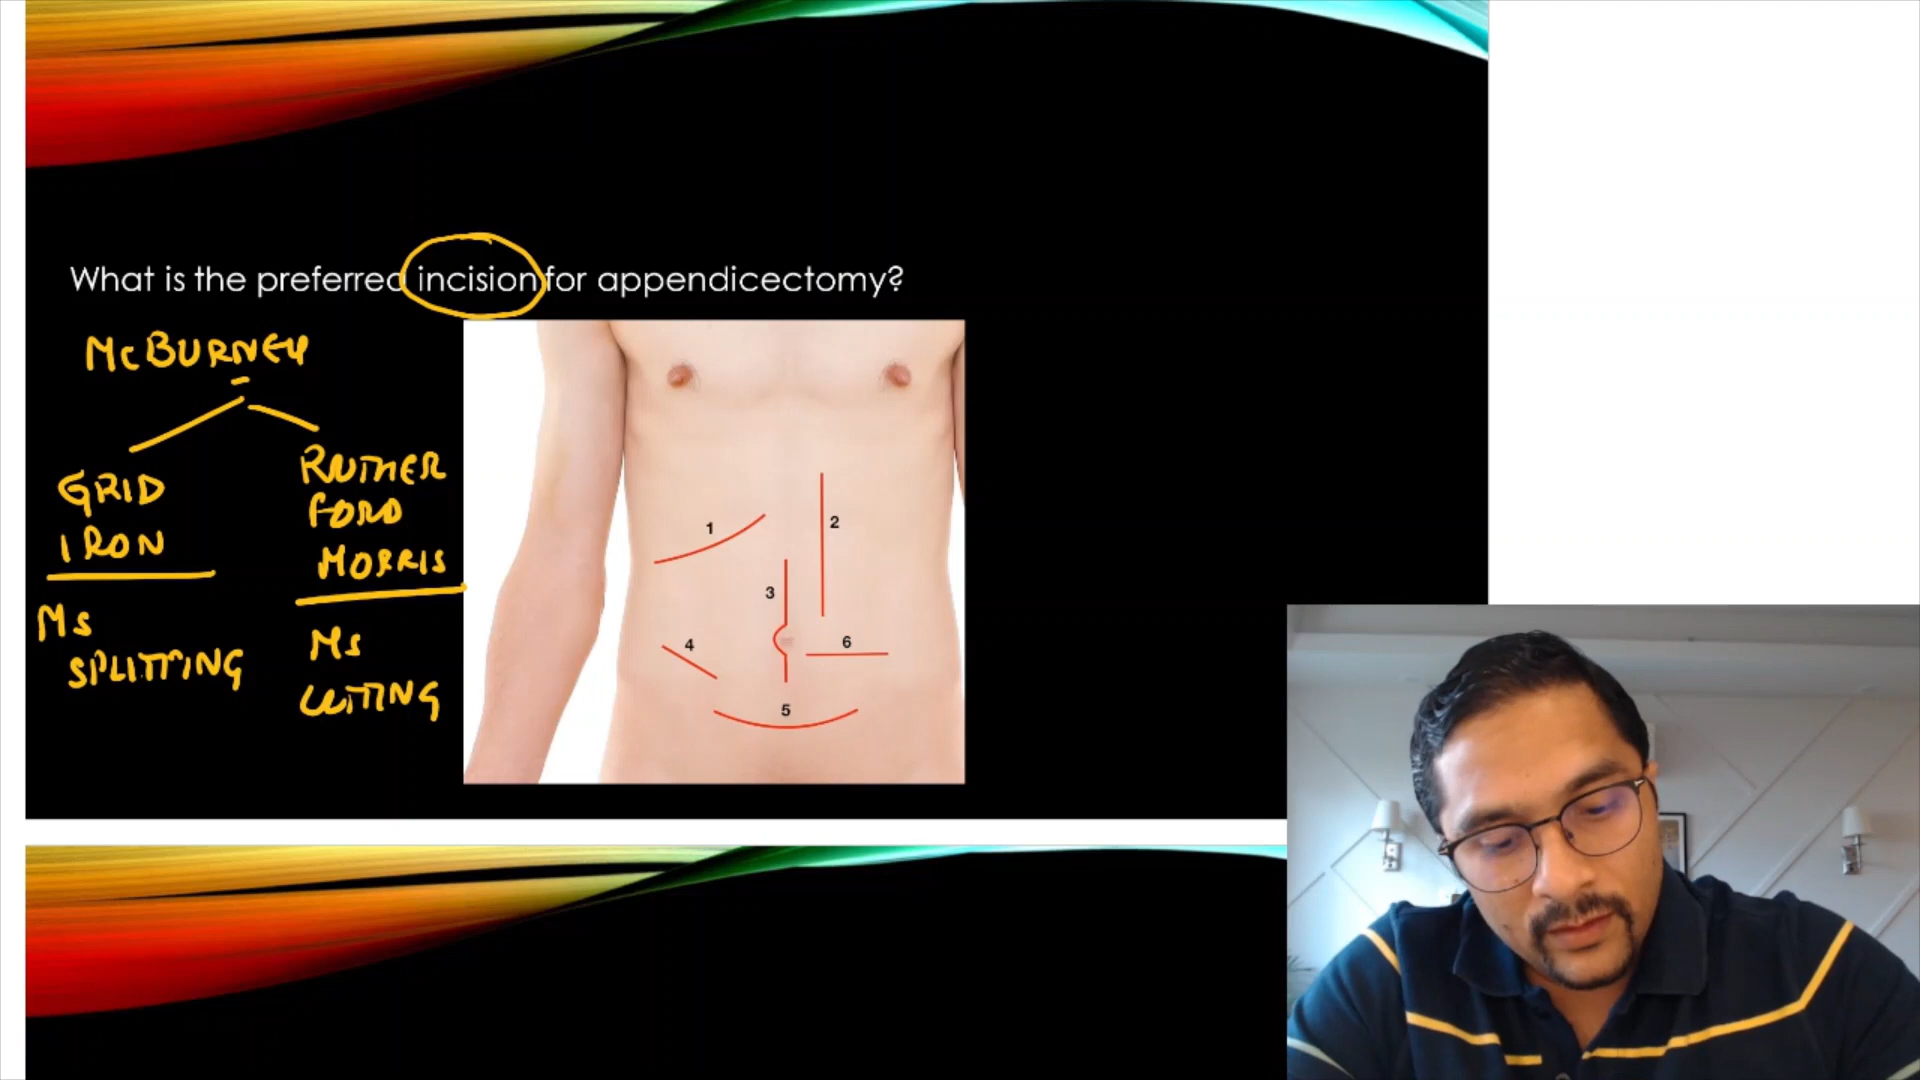 What is the preferred incision for appendicectomy?
McBURNEY
GRID
IRON
MS
SPLITTING
RUTHER
FORD
MORRIS
MS
CUTTING
1
2
3
4
5
6